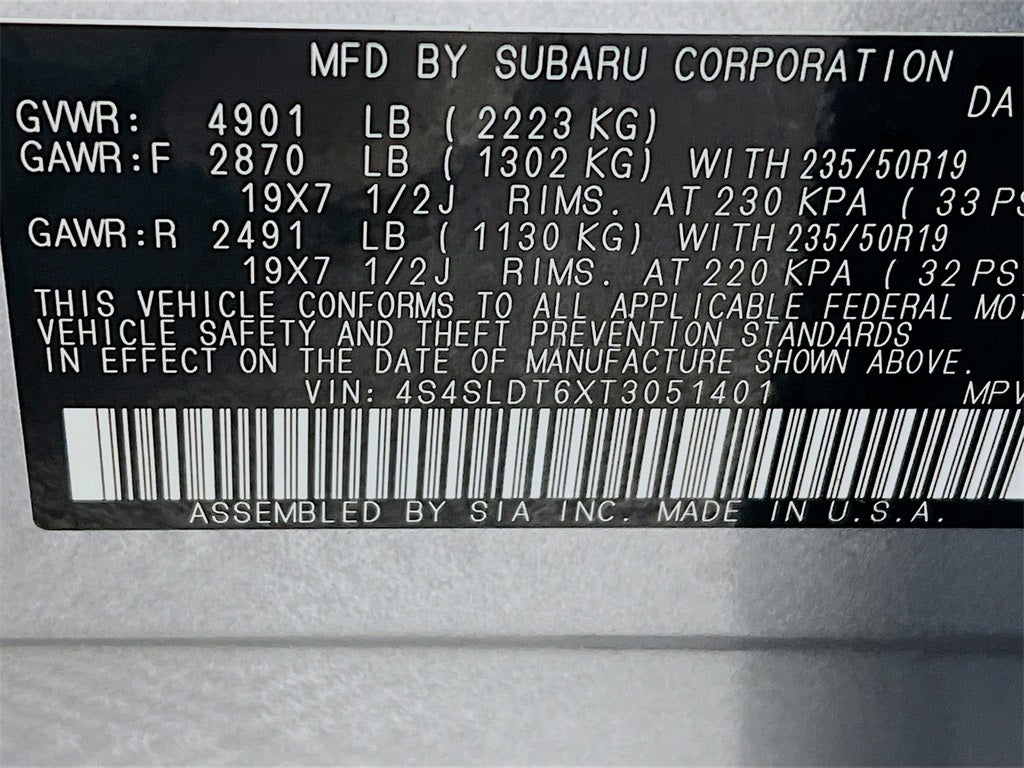 MFD BY SUBARU CORPORATION
DA
GVWR: 4901 LB ( 2223 KG)
GAWR:F 2870 LB ( 1302 KG) WITH 235/50R19
19X7 1/2J RIMS. AT 230 KPA ( 33 PS
GAWR:R 2491 LB ( 1130 KG) WITH 235/50R19
19X7 1/2J RIMS. AT 220 KPA ( 32 PS
THIS VEHICLE CONFORMS TO ALL APPLICABLE FEDERAL MOT
VEHICLE SAFETY AND THEFT PREVENTION STANDARDS
IN EFFECT ON THE DATE OF MANUFACTURE SHOWN ABOVE.
VIN: 4S4SLDT6XT3051401 MPV
ASSEMBLED BY SIA INC. MADE IN U.S.A.